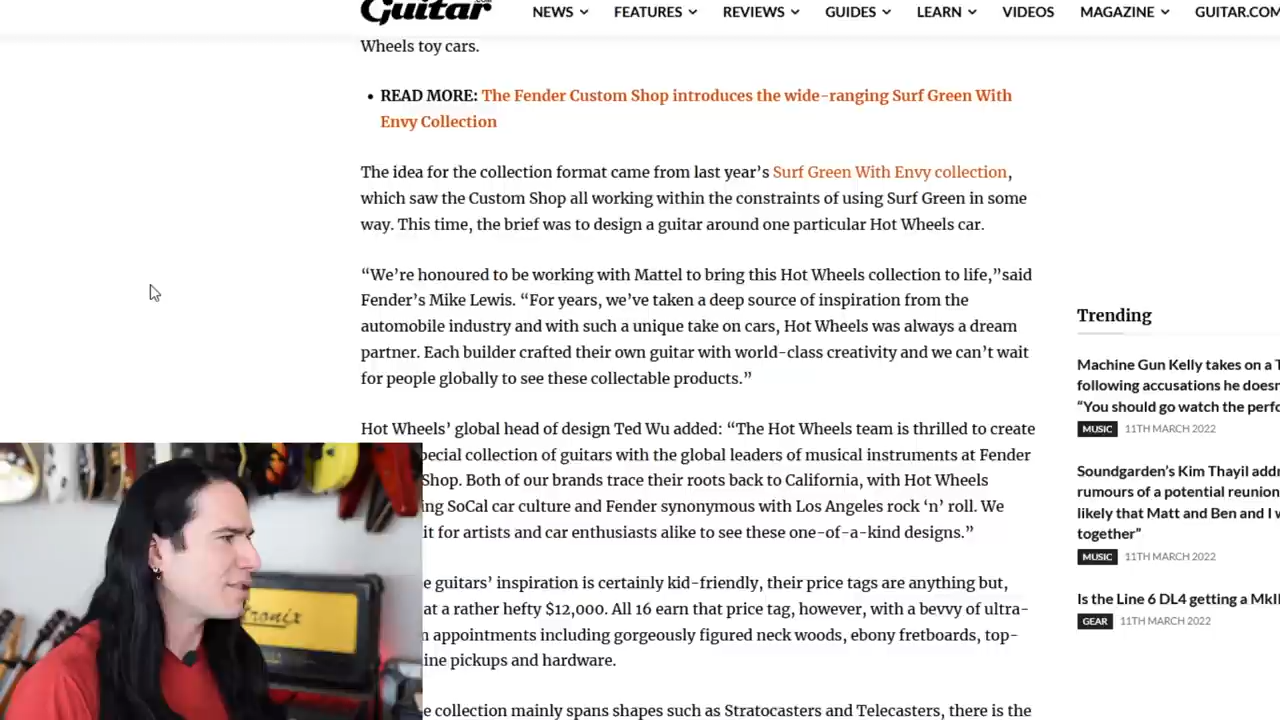 Guitar .COM
NEWS FEATURES REVIEWS GUIDES LEARN VIDEOS MAGAZINE GUITAR.COM
Wheels toy cars.
• READ MORE: The Fender Custom Shop introduces the wide-ranging Surf Green With
Envy Collection
The idea for the collection format came from last year’s Surf Green With Envy collection,
which saw the Custom Shop all working within the constraints of using Surf Green in some
way. This time, the brief was to design a guitar around one particular Hot Wheels car.
“We’re honoured to be working with Mattel to bring this Hot Wheels collection to life,”said
Fender’s Mike Lewis. “For years, we’ve taken a deep source of inspiration from the
automobile industry and with such a unique take on cars, Hot Wheels was always a dream
partner. Each builder crafted their own guitar with world-class creativity and we can’t wait
for people globally to see these collectable products.”
Hot Wheels’ global head of design Ted Wu added: “The Hot Wheels team is thrilled to create
pecial collection of guitars with the global leaders of musical instruments at Fender
Shop. Both of our brands trace their roots back to California, with Hot Wheels
ng SoCal car culture and Fender synonymous with Los Angeles rock ‘n’ roll. We
it for artists and car enthusiasts alike to see these one-of-a-kind designs.”
e guitars’ inspiration is certainly kid-friendly, their price tags are anything but,
at a rather hefty $12,000. All 16 earn that price tag, however, with a bevvy of ultra-
n appointments including gorgeously figured neck woods, ebony fretboards, top-
ine pickups and hardware.
e collection mainly spans shapes such as Stratocasters and Telecasters, there is the
Trending
Machine Gun Kelly takes on a T
following accusations he doesn
“You should go watch the perfo
MUSIC 11TH MARCH 2022
Soundgarden’s Kim Thayil addr
rumours of a potential reunion
likely that Matt and Ben and I w
together”
MUSIC 11TH MARCH 2022
Is the Line 6 DL4 getting a MkII
GEAR 11TH MARCH 2022